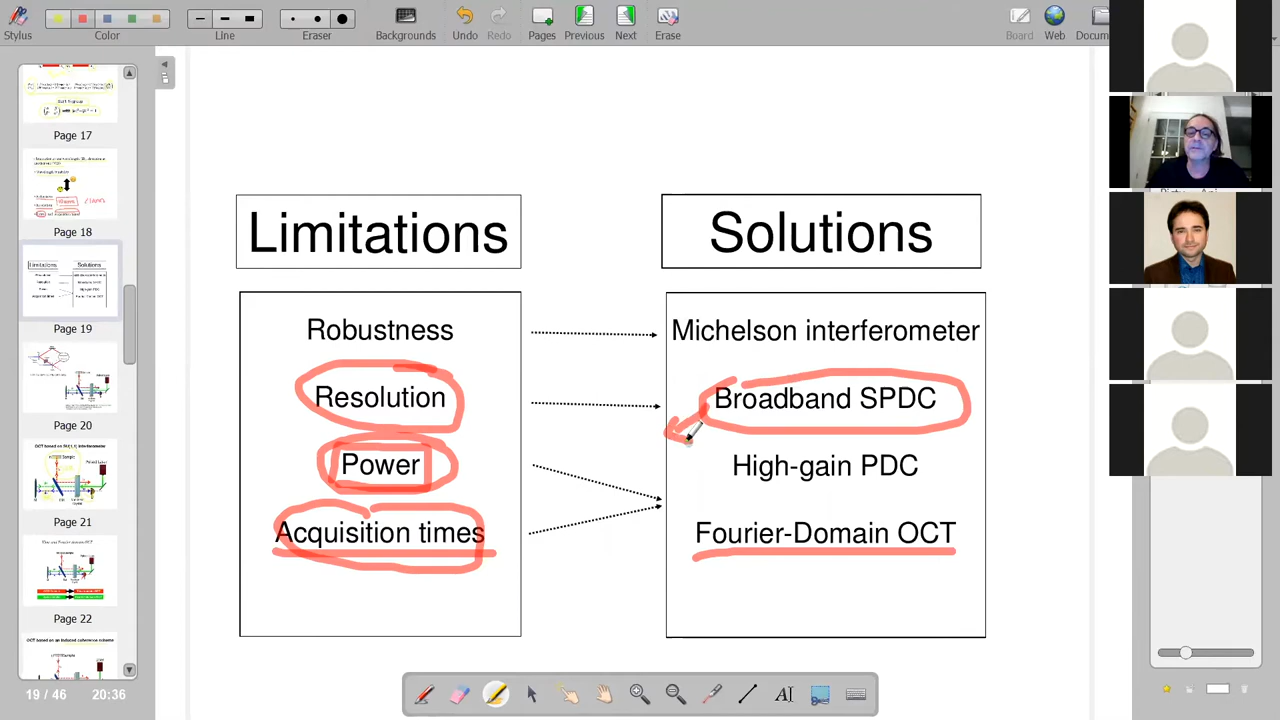 Stylus
Color
Line
Eraser
Backgrounds
Undo
Redo
Pages
Previous
Next
Erase
Board
Web
Page 17
Page 18
Limitations
Solutions
Page 19
Page 20
Page 21
Page 22
Limitations
Solutions
Robustness
Michelson interferometer
Resolution
Broadband SPDC
Power
High-gain PDC
Acquisition times
Fourier-Domain OCT
19 / 46
20:36